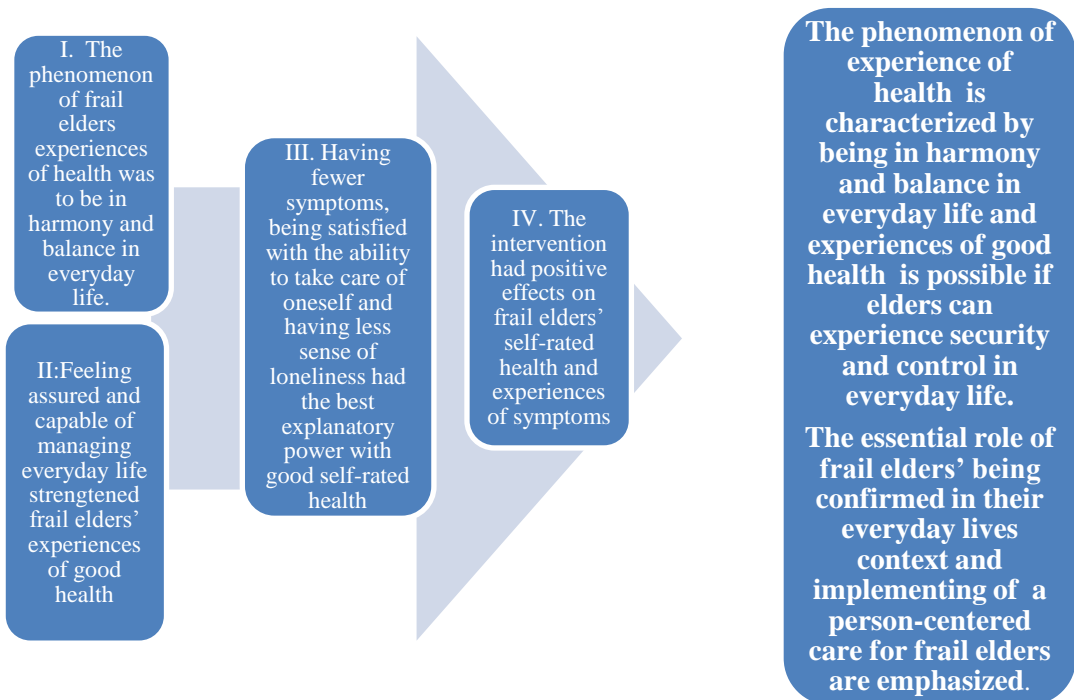 I. The
phenomenon
of frail
elders
experiences
of health was
to be in
harmony and
balance in
everyday
life.
II:Feeling
assured and
capable of
managing
everyday life
strengtened
frail elders'
experiences
of good
health
III. Having
fewer
symptoms,
being satisfied
with the ability
to take care of
oneself and
having less
sense of
loneliness had
the best
explanatory
power with
good self-rated
health
IV. The
intervention
had positive
effects on
frail elders'
self-rated
health and
experiences
of symptoms
The phenomenon of
experience of
health is
characterized by
being in harmony
and balance in
everyday life and
experiences of good
health is possible if
elders can
experience security
and control in
everyday life.
The essential role of
frail elders' being
confirmed in their
everyday lives
context and
implementing of a
person-centered
care for frail elders
are emphasized.